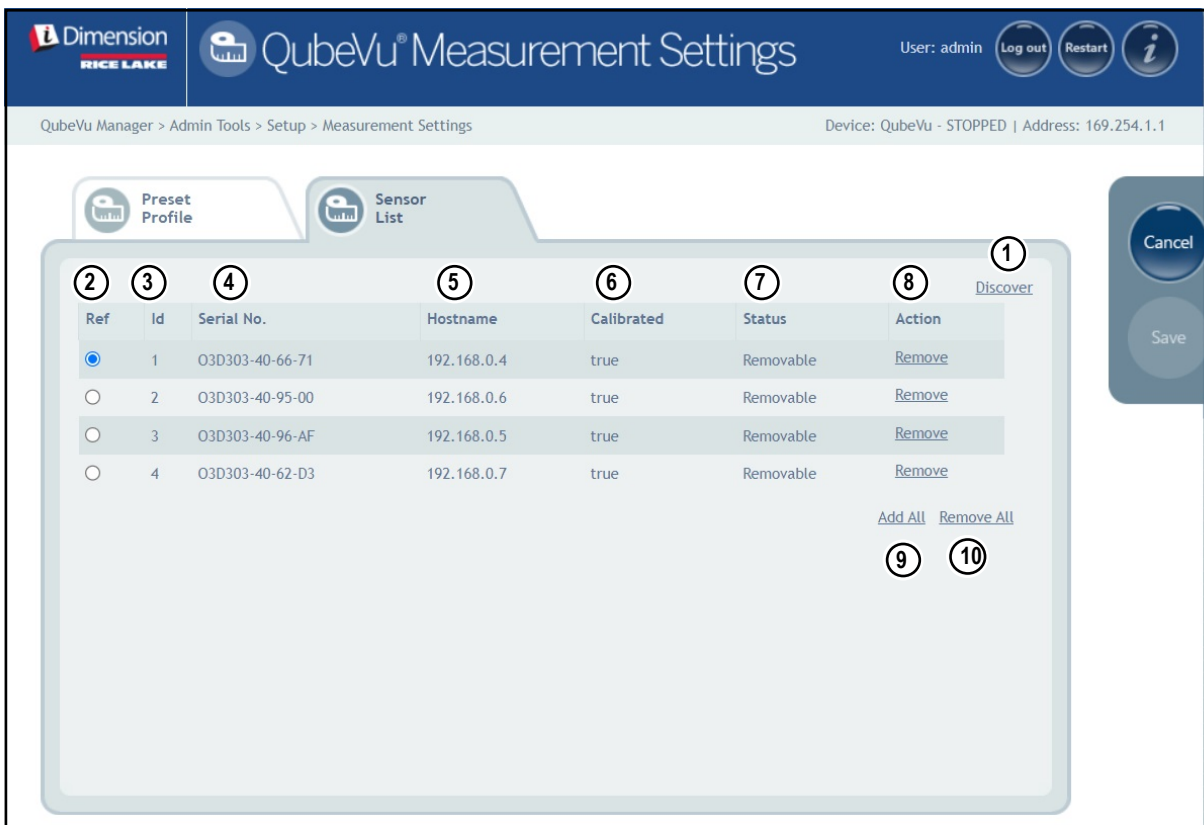 i Dimension
RICE LAKE
QubeVu® Measurement Settings
User: admin
Log out
Restart
i
QubeVu Manager > Admin Tools > Setup > Measurement Settings
Device: QubeVu - STOPPED | Address: 169.254.1.1
Preset
Profile
Sensor
List
Cancel
Save
1
Discover
2 3 4 5 6 7 8
Ref Id Serial No. Hostname Calibrated Status Action
1 O3D303-40-66-71 192.168.0.4 true Removable Remove
2 O3D303-40-95-00 192.168.0.6 true Removable Remove
3 O3D303-40-96-AF 192.168.0.5 true Removable Remove
4 O3D303-40-62-D3 192.168.0.7 true Removable Remove
Add All Remove All
9 10